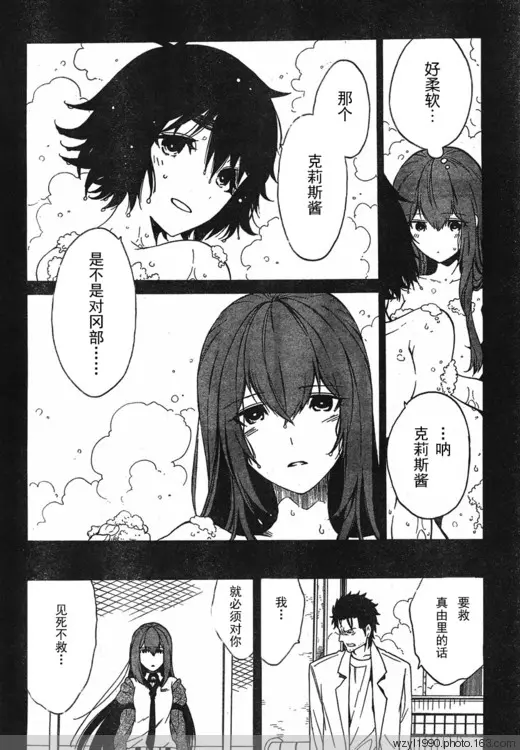 好柔软…
…呐
克莉斯酱
那个
克莉斯酱
是不是对冈部……
要救
真由里的话
我…
就必须对你
见死不救…
wzyl1990.photo.163.com